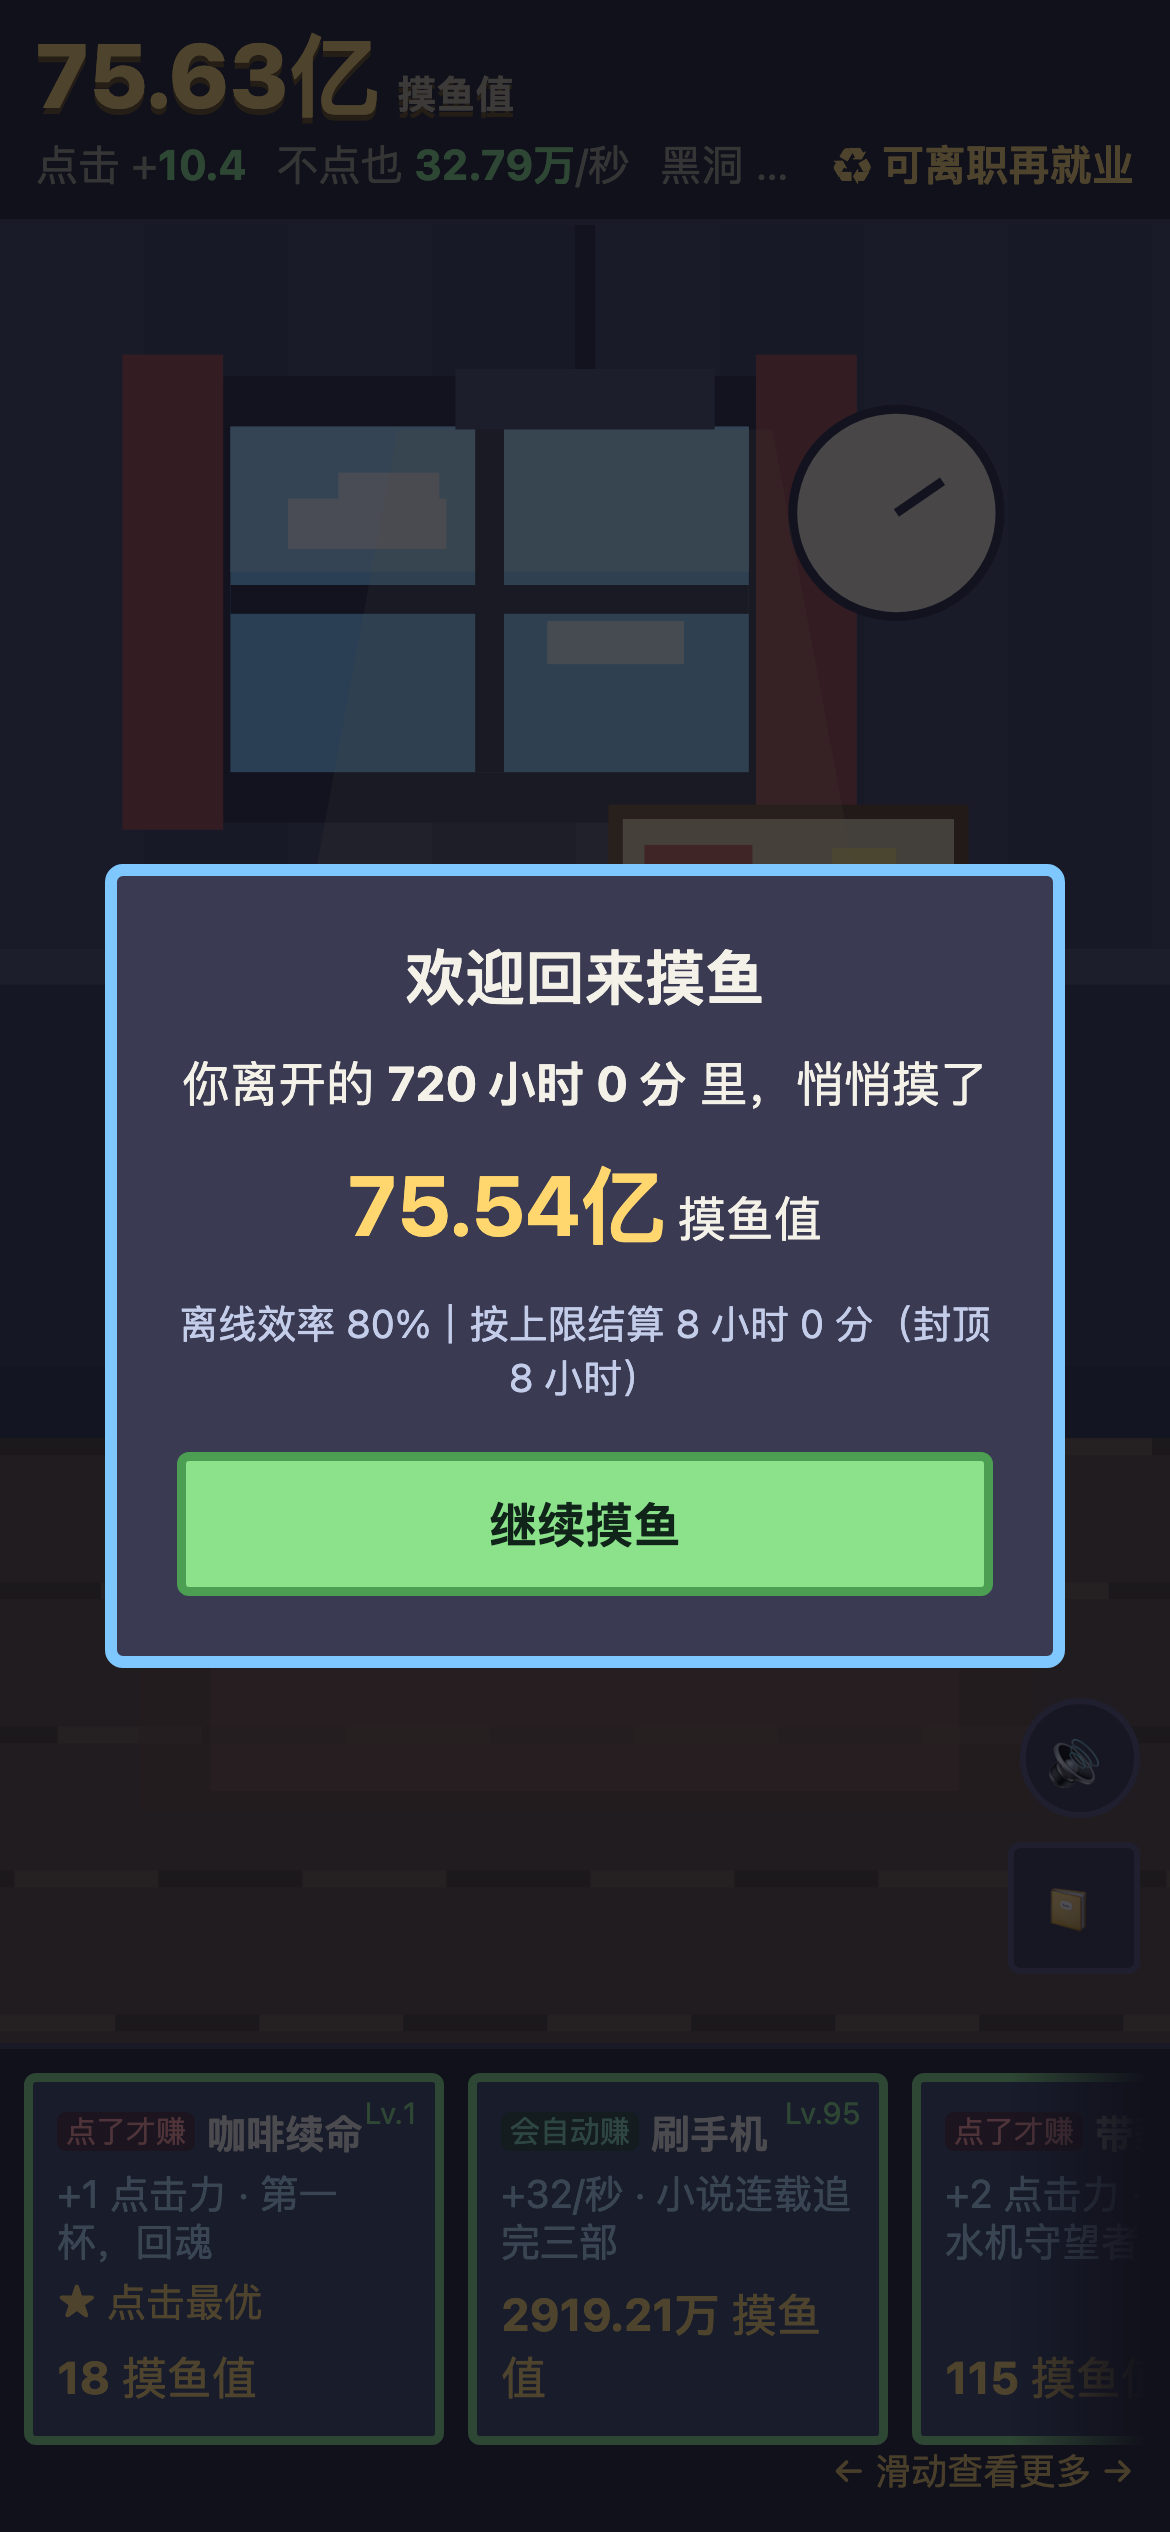 75.63亿 摸鱼值
点击 +10.4 不点也 32.79万/秒 黑洞 ... ♻ 可离职再就业
欢迎回来摸鱼
你离开的 720 小时 0 分 里，悄悄摸了
75.54亿 摸鱼值
离线效率 80%｜按上限结算 8 小时 0 分（封顶
8 小时）
继续摸鱼
点了才赚 咖啡续命 Lv.1
+1 点击力 · 第一
杯，回魂
★ 点击最优
18 摸鱼值
会自动赚 刷手机 Lv.95
+32/秒 · 小说连载追
完三部
2919.21万 摸鱼
值
点了才赚 带
+2 点击力
水机守望者
115 摸鱼值
← 滑动查看更多 →